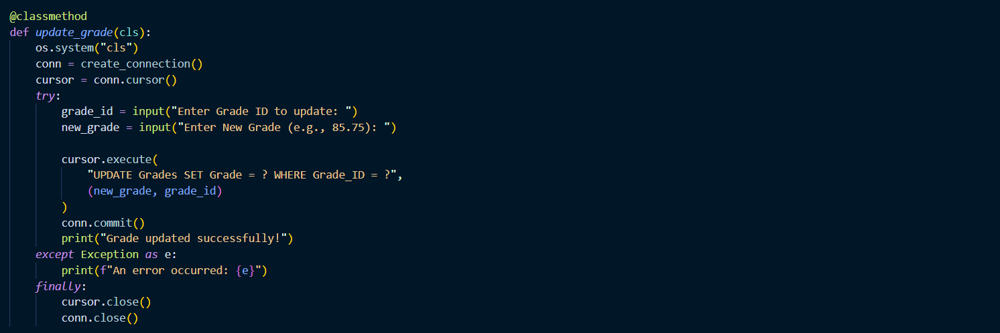 @classmethod
def update_grade(cls):
    os.system("cls")
    conn = create_connection()
    cursor = conn.cursor()
    try:
        grade_id = input("Enter Grade ID to update: ")
        new_grade = input("Enter New Grade (e.g., 85.75): ")

        cursor.execute(
            "UPDATE Grades SET Grade = ? WHERE Grade_ID = ?",
            (new_grade, grade_id)
        )
        conn.commit()
        print("Grade updated successfully!")
    except Exception as e:
        print(f"An error occurred: {e}")
    finally:
        cursor.close()
        conn.close()